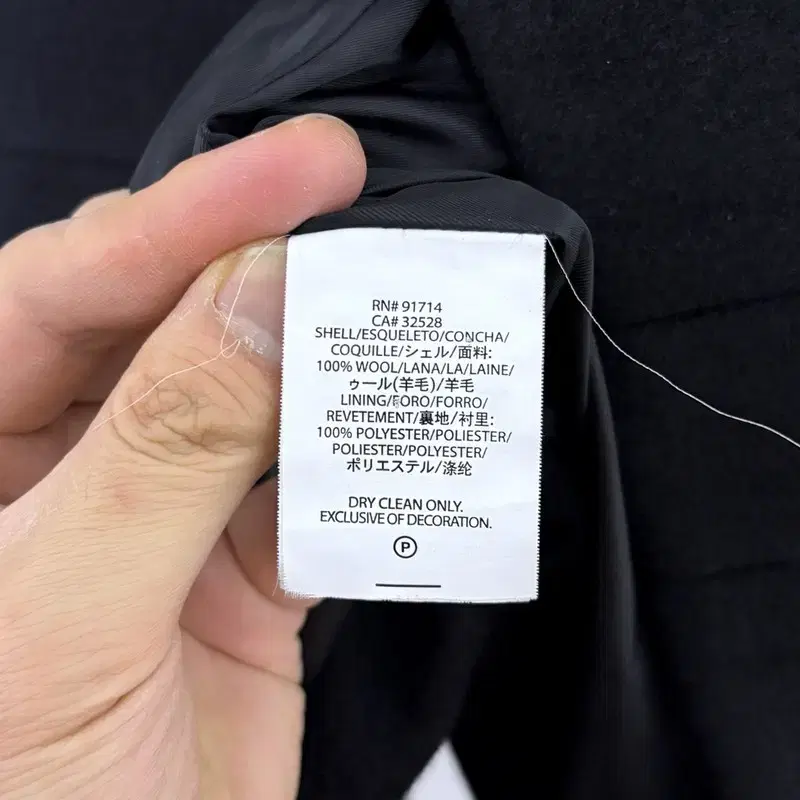 RN# 91714
CA# 32528
SHELL/ESQUELETO/CONCHA/
COQUILLE/シェル/面料:
100% WOOL/LANA/LA/LAINE/
ゥール(羊毛)/羊毛
LINING/FORO/FORRO/
REVETEMENT/裏地/衬里:
100% POLYESTER/POLIESTER/
POLIESTER/POLYESTER/
ポリエステル/涤纶
DRY CLEAN ONLY.
EXCLUSIVE OF DECORATION.
P